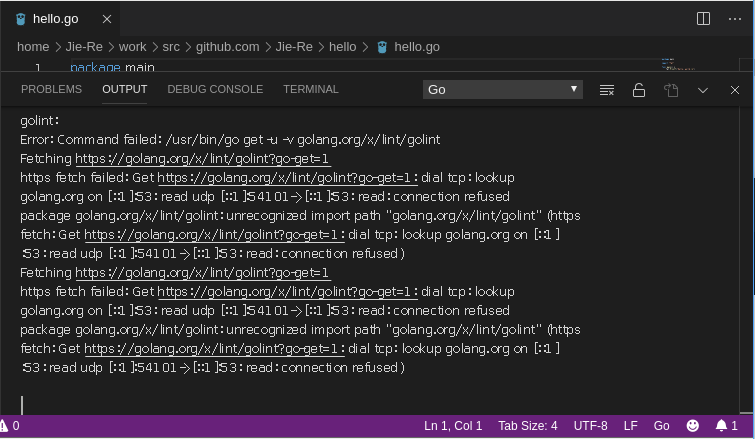 hello.go
home > Jie-Re > work > src > github.com > Jie-Re > hello > hello.go
1 package main
PROBLEMS OUTPUT DEBUG CONSOLE TERMINAL Go
golint:
Error: Command failed: /usr/bin/go get -u -v golang.org/x/lint/golint
Fetching https://golang.org/x/lint/golint?go-get=1
https fetch failed: Get https://golang.org/x/lint/golint?go-get=1: dial tcp: lookup
golang.org on [::1]:53: read udp [::1]:54101->[::1]:53: read: connection refused
package golang.org/x/lint/golint: unrecognized import path "golang.org/x/lint/golint" (https
fetch: Get https://golang.org/x/lint/golint?go-get=1: dial tcp: lookup golang.org on [::1]
:53: read udp [::1]:54101->[::1]:53: read: connection refused)
Fetching https://golang.org/x/lint/golint?go-get=1
https fetch failed: Get https://golang.org/x/lint/golint?go-get=1: dial tcp: lookup
golang.org on [::1]:53: read udp [::1]:54101->[::1]:53: read: connection refused
package golang.org/x/lint/golint: unrecognized import path "golang.org/x/lint/golint" (https
fetch: Get https://golang.org/x/lint/golint?go-get=1: dial tcp: lookup golang.org on [::1]
:53: read udp [::1]:54101->[::1]:53: read: connection refused)
0 Ln 1, Col 1 Tab Size: 4 UTF-8 LF Go 1